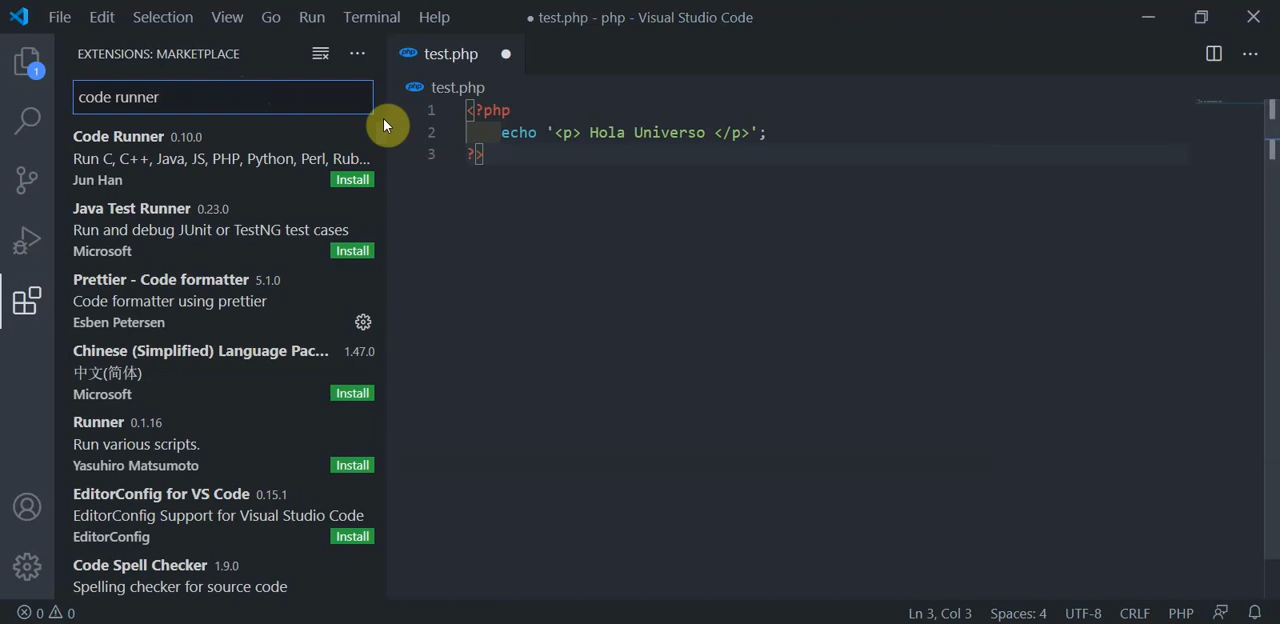 File Edit Selection View Go Run Terminal Help ● test.php - php - Visual Studio Code
EXTENSIONS: MARKETPLACE
code runner
Code Runner 0.10.0
Run C, C++, Java, JS, PHP, Python, Perl, Rub...
Jun Han Install
Java Test Runner 0.23.0
Run and debug JUnit or TestNG test cases
Microsoft Install
Prettier - Code formatter 5.1.0
Code formatter using prettier
Esben Petersen
Chinese (Simplified) Language Pac... 1.47.0
中文(简体)
Microsoft Install
Runner 0.1.16
Run various scripts.
Yasuhiro Matsumoto Install
EditorConfig for VS Code 0.15.1
EditorConfig Support for Visual Studio Code
EditorConfig Install
Code Spell Checker 1.9.0
Spelling checker for source code
1
php test.php
php test.php
1 <?php
2 echo '<p> Hola Universo </p>';
3 ?>
0 0 Ln 3, Col 3 Spaces: 4 UTF-8 CRLF PHP